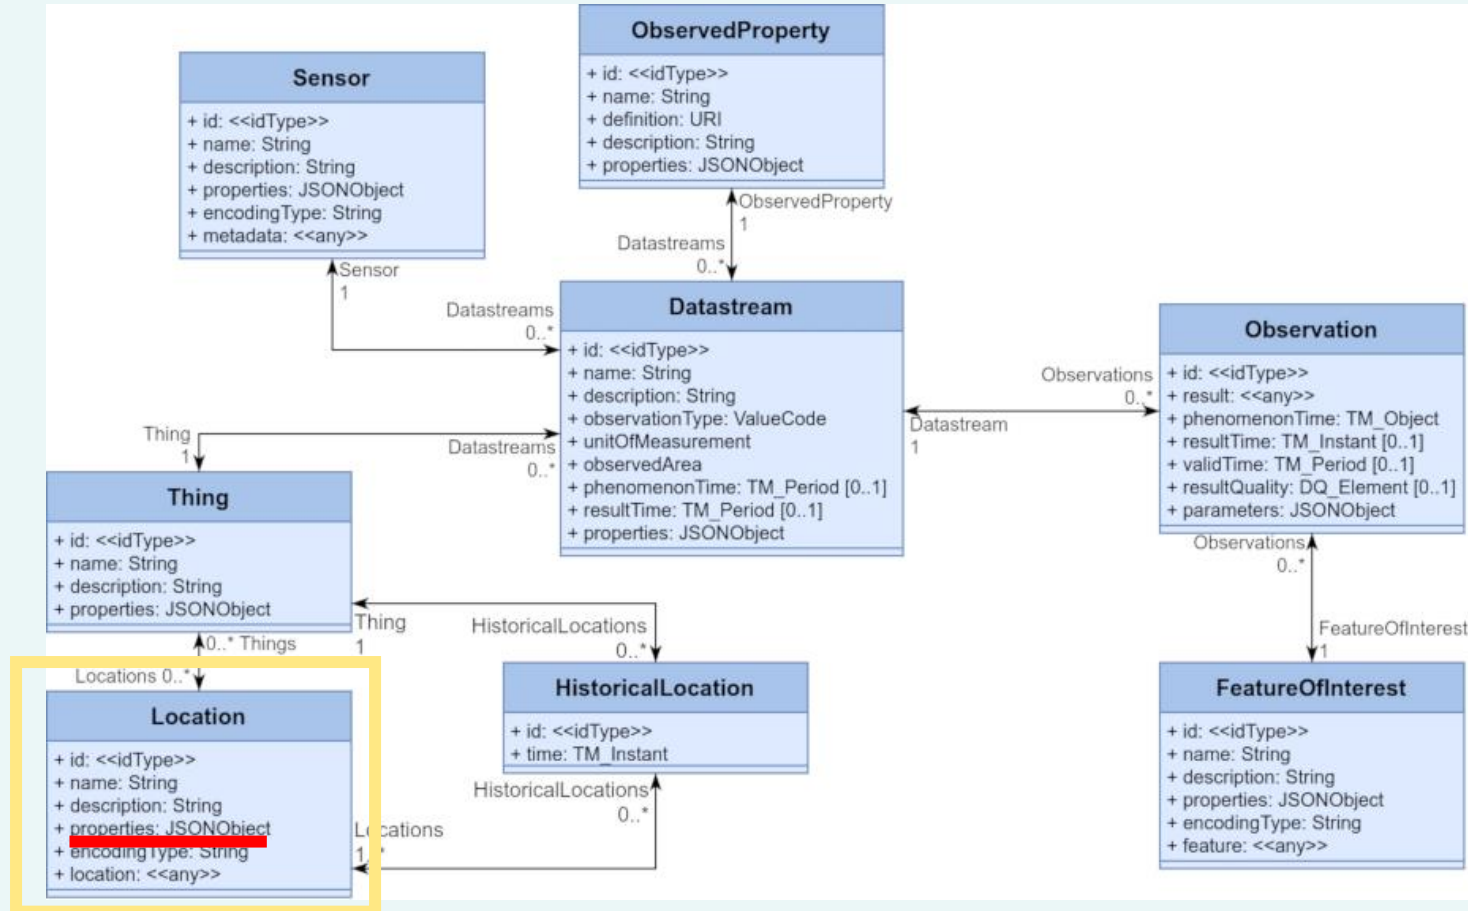 ObservedProperty
+ id: <<idType>>
+ name: String
+ definition: URI
+ description: String
+ properties: JSONObject
Sensor
+ id: <<idType>>
+ name: String
+ description: String
+ properties: JSONObject
+ encodingType: String
+ metadata: <<any>>
ObservedProperty
1
Datastreams
0..*
Sensor
1
Datastreams
0..*
Datastream
+ id: <<idType>>
+ name: String
+ description: String
+ observationType: ValueCode
+ unitOfMeasurement
+ observedArea
+ phenomenonTime: TM_Period [0..1]
+ resultTime: TM_Period [0..1]
+ properties: JSONObject
Observations
0..*
Datastream
1
Observation
+ id: <<idType>>
+ result: <<any>>
+ phenomenonTime: TM_Object
+ resultTime: TM_Instant [0..1]
+ validTime: TM_Period [0..1]
+ resultQuality: DQ_Element [0..1]
+ parameters: JSONObject
Thing
1
Datastreams
0..*
Thing
+ id: <<idType>>
+ name: String
+ description: String
+ properties: JSONObject
Observations
0..*
FeatureOfInterest
1
Thing
1
HistoricalLocations
0..*
0..* Things
Locations 0..*
HistoricalLocation
+ id: <<idType>>
+ time: TM_Instant
HistoricalLocations
0..*
Location
+ id: <<idType>>
+ name: String
+ description: String
+ properties: JSONObject
+ encodingType: String
+ location: <<any>>
Locations
1..*
FeatureOfInterest
+ id: <<idType>>
+ name: String
+ description: String
+ properties: JSONObject
+ encodingType: String
+ feature: <<any>>